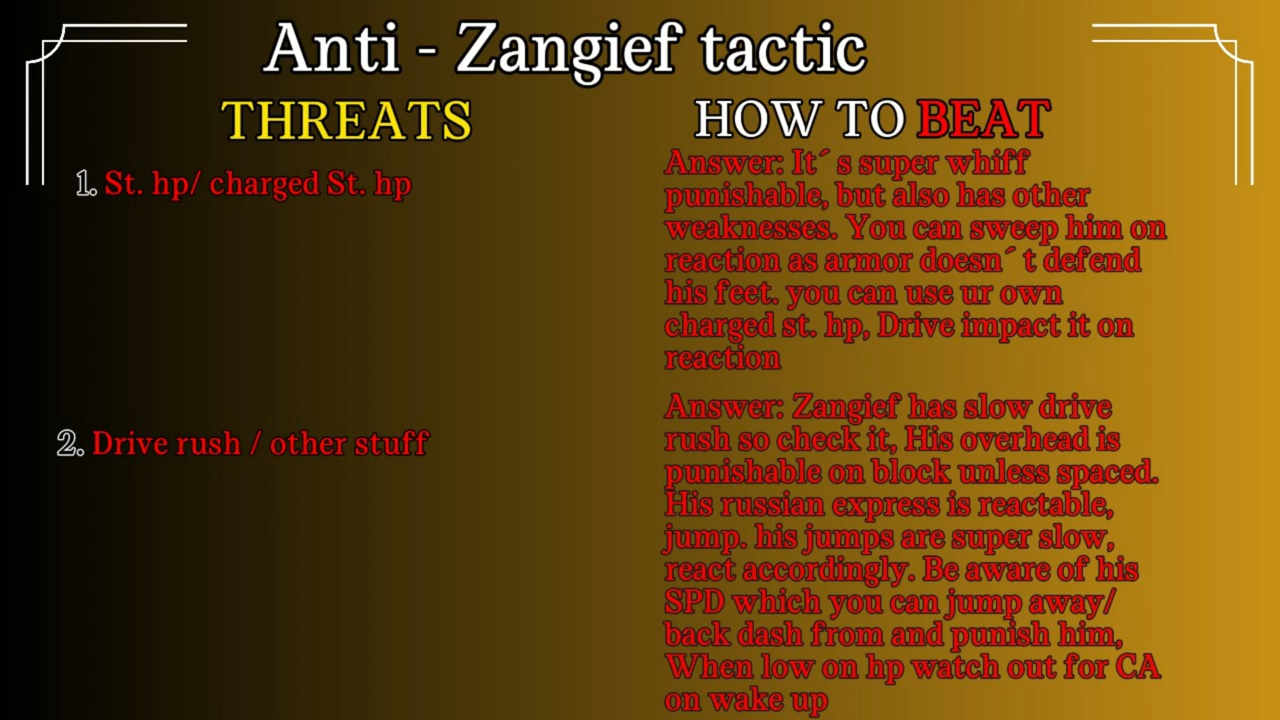 Anti - Zangief tactic
THREATS
HOW TO BEAT
1. St. hp/ charged St. hp
Answer: It´ s super whiff
punishable, but also has other
weaknesses. You can sweep him on
reaction as armor doesn´ t defend
his feet. you can use ur own
charged st. hp, Drive impact it on
reaction
2. Drive rush / other stuff
Answer: Zangief has slow drive
rush so check it, His overhead is
punishable on block unless spaced.
His russian express is reactable,
jump. his jumps are super slow,
react accordingly. Be aware of his
SPD which you can jump away/
back dash from and punish him,
When low on hp watch out for CA
on wake up